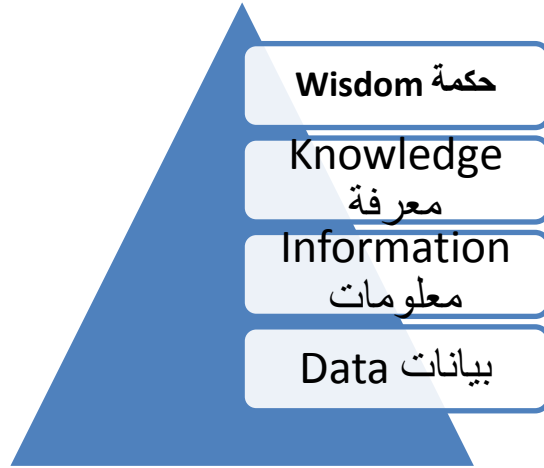 حكمة Wisdom
Knowledge
معرفة
Information
معلومات
بيانات Data